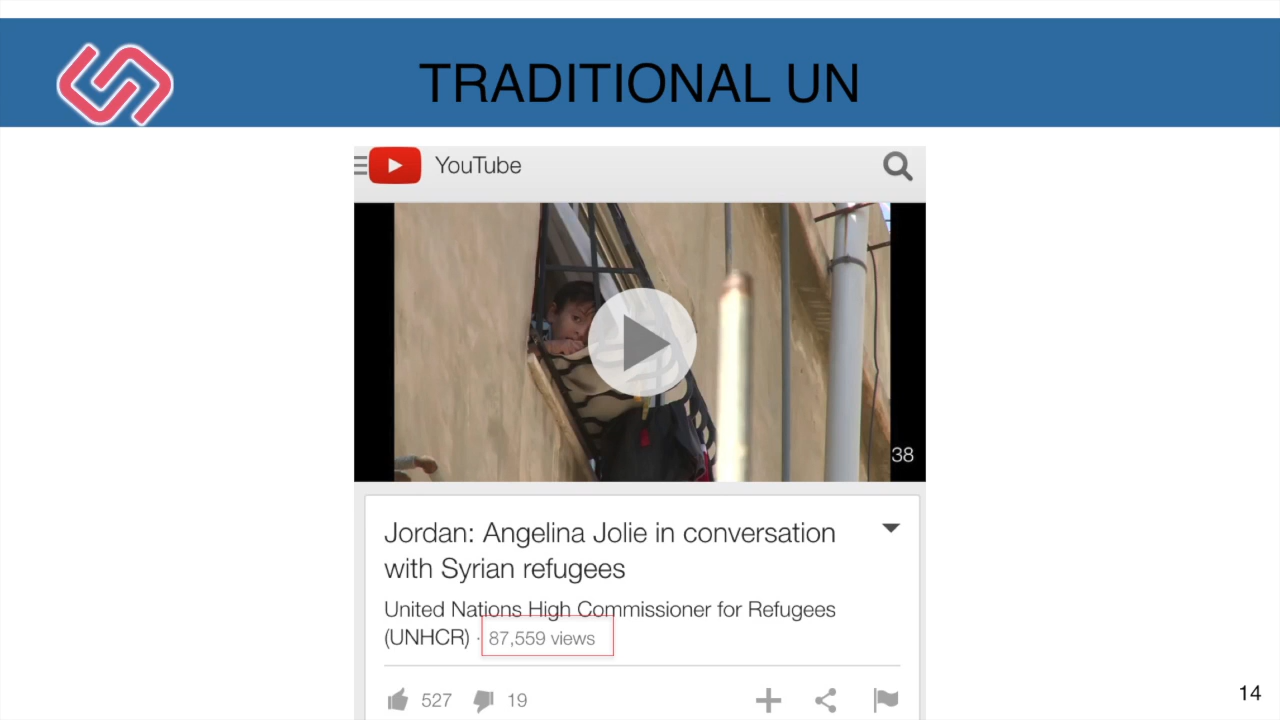 TRADITIONAL UN
YouTube
38
Jordan: Angelina Jolie in conversation
with Syrian refugees
United Nations High Commissioner for Refugees
(UNHCR) · 87,559 views
527 19
14